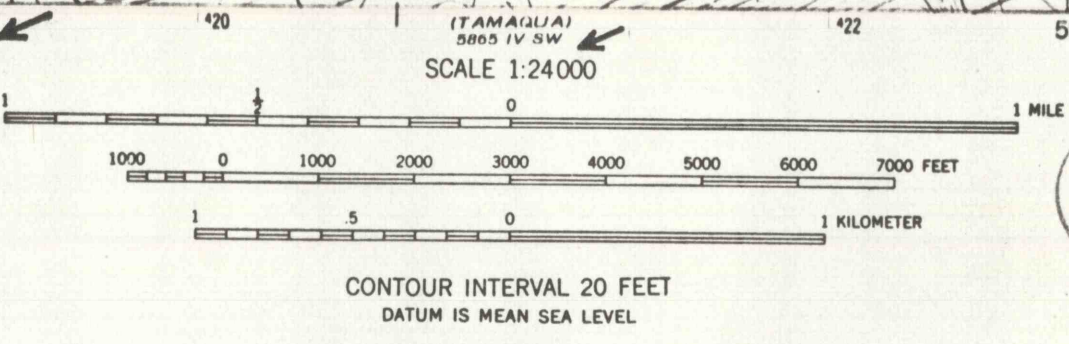 420 (TAMAQUA) 422 5
5865 IV SW
SCALE 1:24000
1 1/2 0 1 MILE
1000 0 1000 2000 3000 4000 5000 6000 7000 FEET
1 .5 0 1 KILOMETER
CONTOUR INTERVAL 20 FEET
DATUM IS MEAN SEA LEVEL